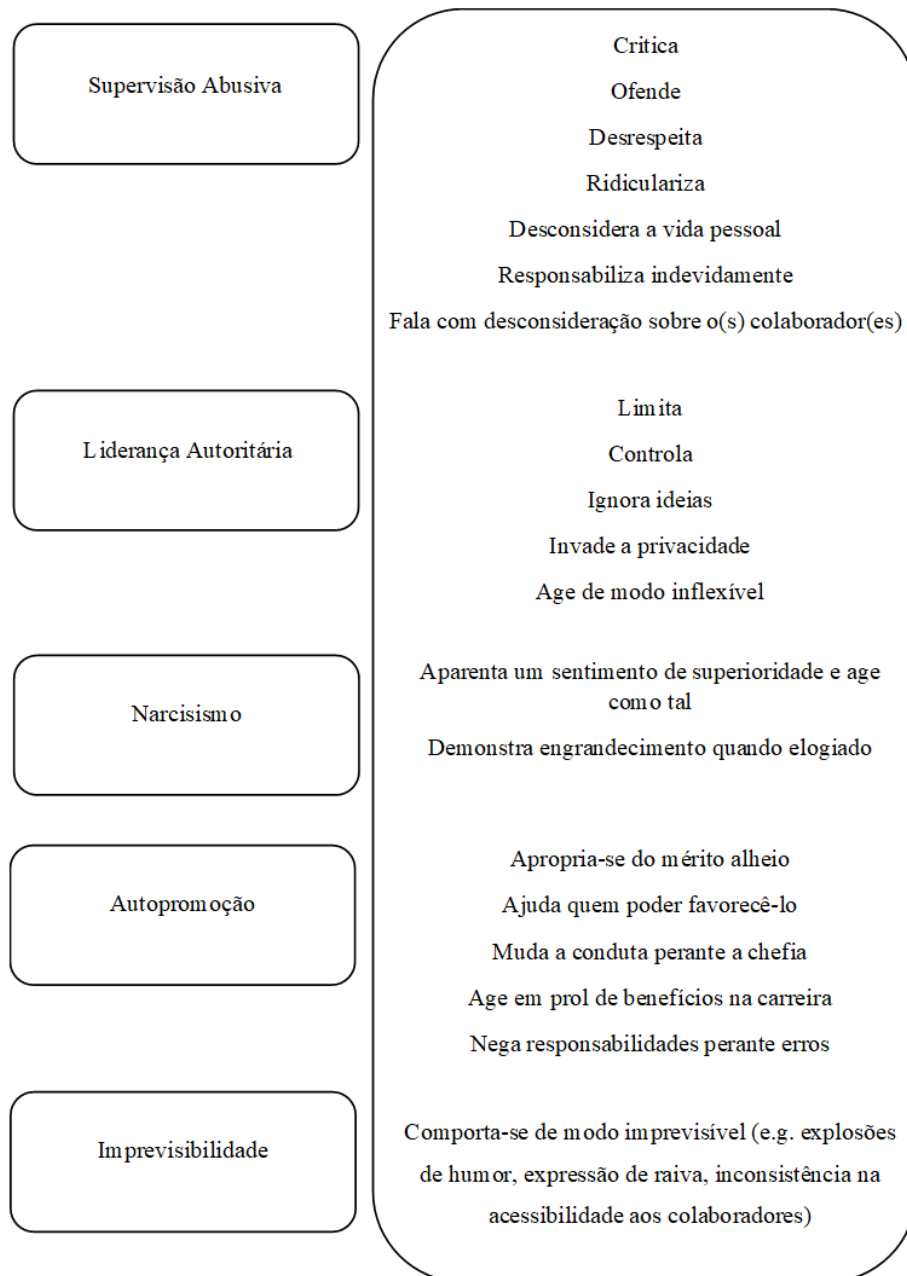 Supervisão Abusiva
Critica
Ofende
Desrespeita
Ridiculariza
Desconsidera a vida pessoal
Responsabiliza indevidamente
Fala com desconsideração sobre o(s) colaborador(es)
Liderança Autoritária
Limita
Controla
Ignora ideias
Invade a privacidade
Age de modo inflexível
Narcisismo
Aparenta um sentimento de superioridade e age
como tal
Demonstra engrandecimento quando elogiado
Autopromoção
Apropria-se do mérito alheio
Ajuda quem poder favorecê-lo
Muda a conduta perante a chefia
Age em prol de benefícios na carreira
Nega responsabilidades perante erros
Imprevisibilidade
Comporta-se de modo imprevisível (e.g. explosões
de humor, expressão de raiva, inconsistência na
acessibilidade aos colaboradores)